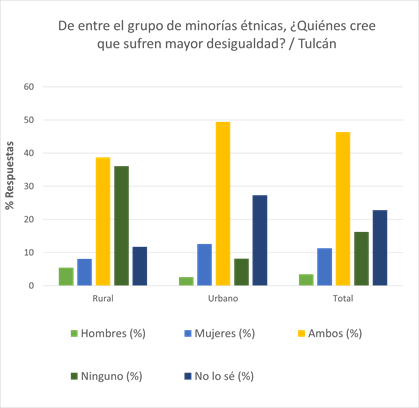 De entre el grupo de minorías étnicas, ¿Quiénes cree
que sufren mayor desigualdad? / Tulcán
% Respuestas
60
50
40
30
20
10
0
Rural
Urbano
Total
Hombres (%)
Mujeres (%)
Ambos (%)
Ninguno (%)
No lo sé (%)